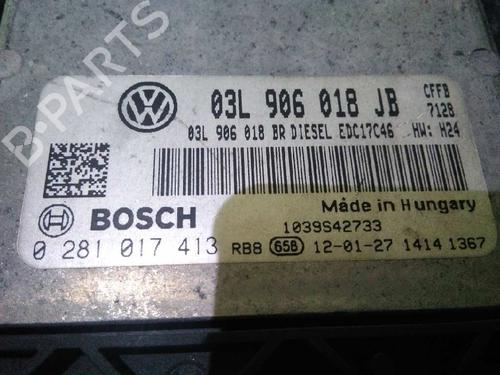 B-PARTS
03L 906 018 JB
CFFB
7128
03L 906 018 BR DIESEL EDC17C46 HW: H24
BOSCH
Made in Hungary
1039S42733
0 281 017 413 RB8 65B 12-01-27 1414 1367